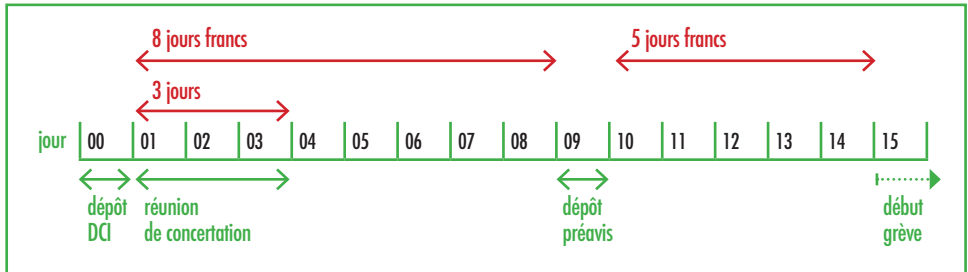 8 jours francs
5 jours francs
3 jours
jour 00 01 02 03 04 05 06 07 08 09 10 11 12 13 14 15
dépôt
DCI
réunion
de concertation
dépôt
préavis
début
grève